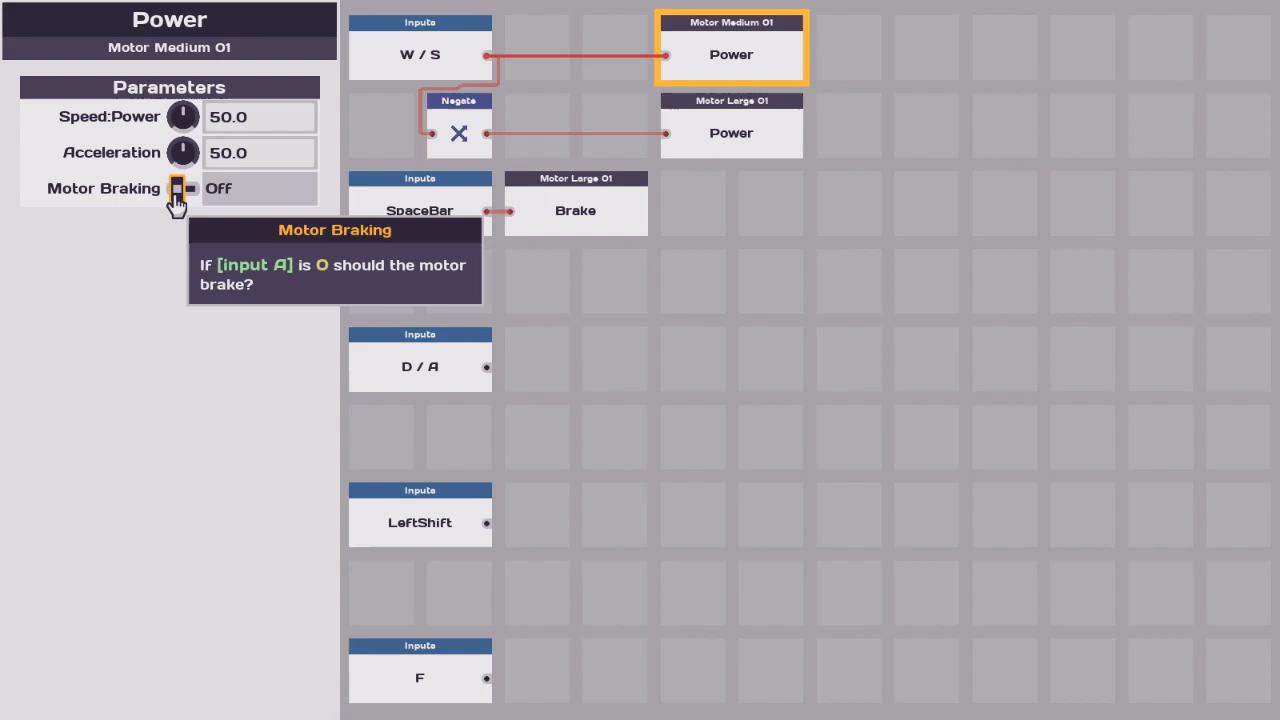 Power
Motor Medium 01
Parameters
Speed:Power 50.0
Acceleration 50.0
Motor Braking Off
Motor Braking
If [input A] is 0 should the motor
brake?
Inputs
W / S
Motor Medium 01
Power
Negate
Motor Large 01
Power
Inputs
SpaceBar
Motor Large 01
Brake
Inputs
D / A
Inputs
LeftShift
Inputs
F